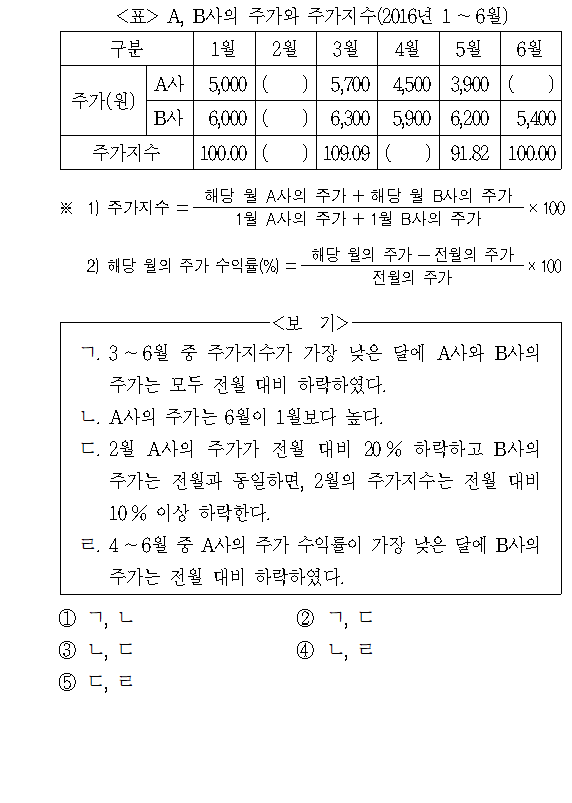 <표> A, B사의 주가와 주가지수(2016년 1 ~ 6월)
구분 1월 2월 3월 4월 5월 6월
주가(원) A사 5,000 (  ) 5,700 4,500 3,900 (  )
B사 6,000 (  ) 6,300 5,900 6,200 5,400
주가지수 100.00 (  ) 109.09 (  ) 91.82 100.00
※ 1) 주가지수 = 해당 월 A사의 주가 + 해당 월 B사의 주가
1월 A사의 주가 + 1월 B사의 주가 × 100
2) 해당 월의 주가 수익률(%) = 해당 월의 주가 - 전월의 주가
전월의 주가 × 100
<보 기>
ㄱ. 3 ~ 6월 중 주가지수가 가장 낮은 달에 A사와 B사의
주가는 모두 전월 대비 하락하였다.
ㄴ. A사의 주가는 6월이 1월보다 높다.
ㄷ. 2월 A사의 주가가 전월 대비 20 % 하락하고 B사의
주가는 전월과 동일하면, 2월의 주가지수는 전월 대비
10 % 이상 하락한다.
ㄹ. 4 ~ 6월 중 A사의 주가 수익률이 가장 낮은 달에 B사의
주가는 전월 대비 하락하였다.
① ㄱ, ㄴ ② ㄱ, ㄷ
③ ㄴ, ㄷ ④ ㄴ, ㄹ
⑤ ㄷ, ㄹ